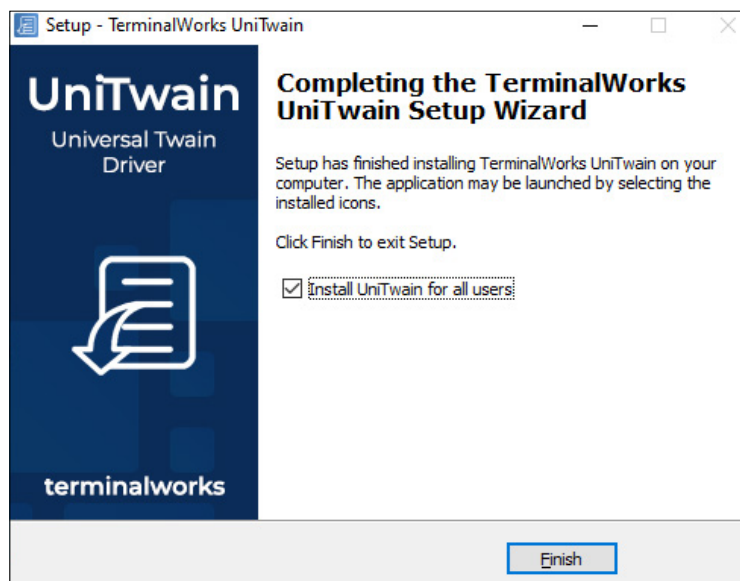 Setup - TerminalWorks UniTwain
UniTwain
Universal Twain
Driver
terminalworks
Completing the TerminalWorks
UniTwain Setup Wizard
Setup has finished installing TerminalWorks UniTwain on your
computer. The application may be launched by selecting the
installed icons.
Click Finish to exit Setup.
Install UniTwain for all users
Finish